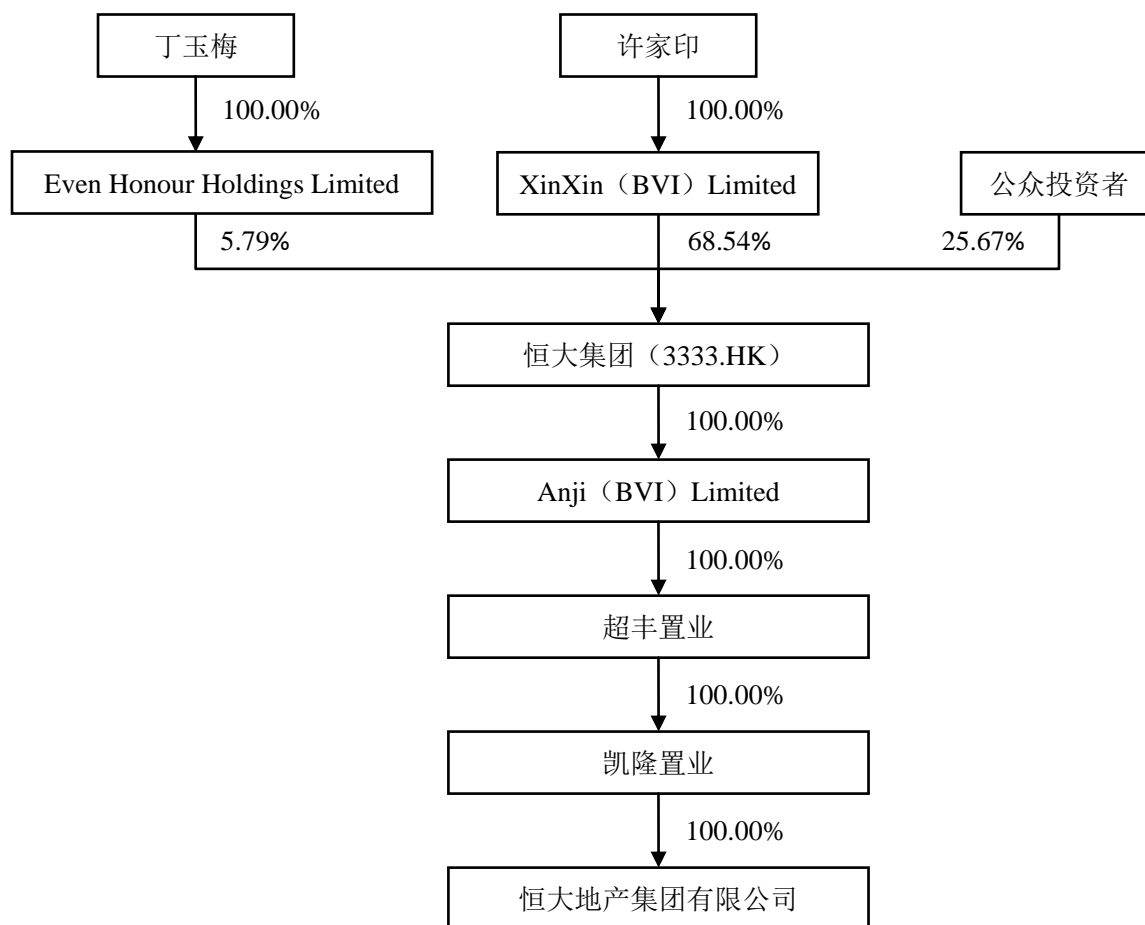 丁玉梅
许家印
100.00%
100.00%
Even Honour Holdings Limited
XinXin（BVI）Limited
公众投资者
5.79%
68.54%
25.67%
恒大集团（3333.HK）
100.00%
Anji（BVI）Limited
100.00%
超丰置业
100.00%
凯隆置业
100.00%
恒大地产集团有限公司